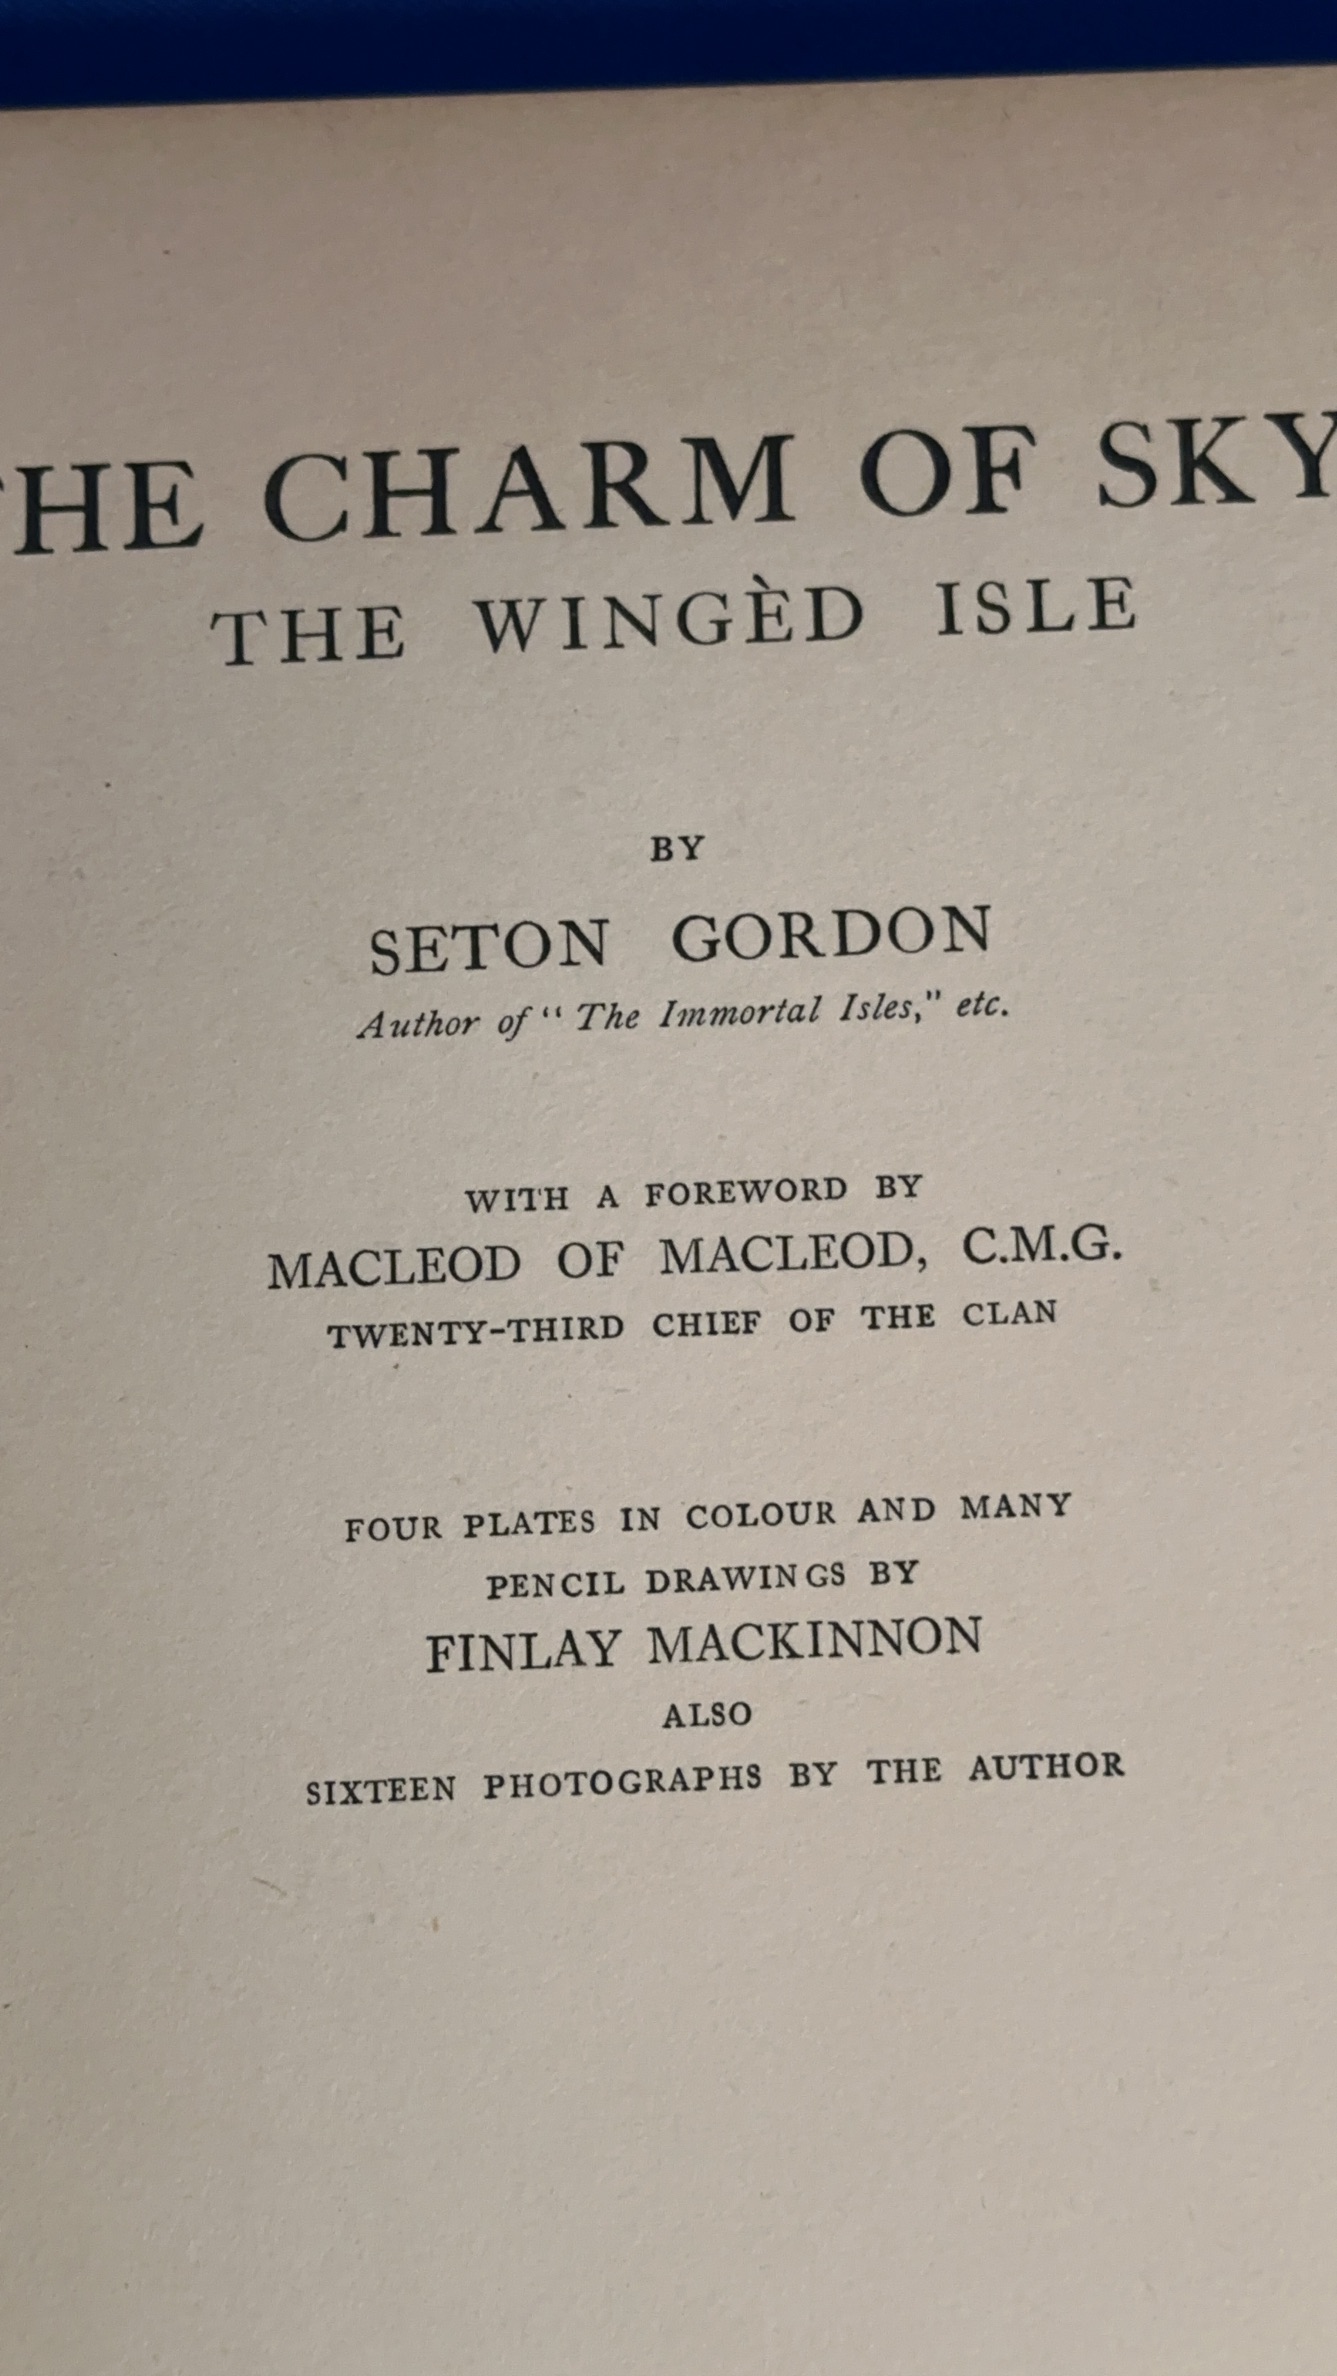 THE CHARM OF SKY
THE WINGÈD ISLE
BY
SETON GORDON
Author of "The Immortal Isles," etc.
WITH A FOREWORD BY
MACLEOD OF MACLEOD, C.M.G.
TWENTY-THIRD CHIEF OF THE CLAN
FOUR PLATES IN COLOUR AND MANY
PENCIL DRAWINGS BY
FINLAY MACKINNON
ALSO
SIXTEEN PHOTOGRAPHS BY THE AUTHOR